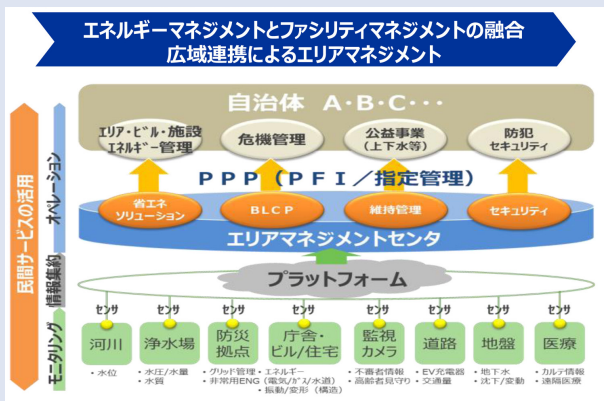 エネルギーマネジメントとファシリティマネジメントの融合
広域連携によるエリアマネジメント
自治体 A・B・C・・・
エリア・ビル・施設
エネルギー管理
危機管理
公益事業
(上下水等)
防犯
セキュリティ
PPP(PFI/指定管理)
省エネ
ソリューション
BLCP
維持管理
セキュリティ
エリアマネジメントセンタ
プラットフォーム
民間サービスの活用
オペレーション
情報集約
モニタリング
センサ センサ センサ センサ センサ センサ センサ センサ
河川
浄水場
防災
拠点
庁舎・
ビル/住宅
監視
カメラ
道路
地盤
医療
・水位
・水圧/水量
・水質
・グリッド管理
・非常用ENG
・エネルギー
(電気/ガス/水道)
・振動/変形(構造)
・不審者情報
・高齢者見守り
・EV充電器
・交通量
・地下水
・沈下/変動
・カルテ情報
・遠隔医療